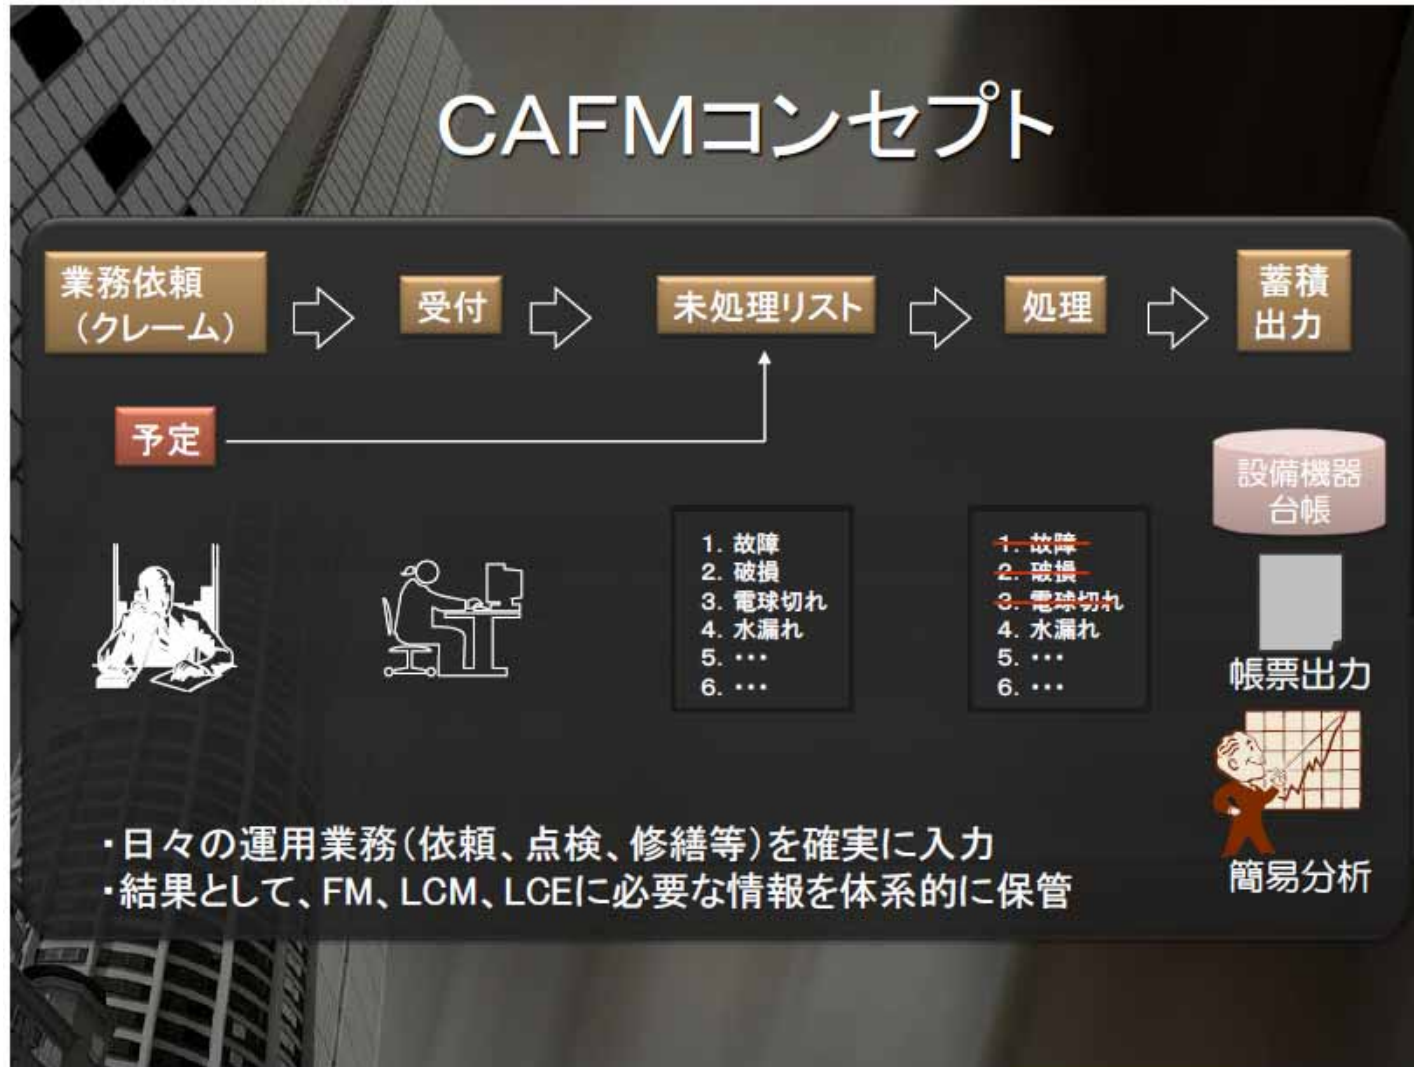 CAFMコンセプト
業務依頼
(クレーム)
受付
未処理リスト
処理
蓄積
出力
予定
設備機器
台帳
1. 故障
2. 破損
3. 電球切れ
4. 水漏れ
5. ・・・
6. ・・・
1. 故障
2. 破損
3. 電球切れ
4. 水漏れ
5. ・・・
6. ・・・
帳票出力
簡易分析
・日々の運用業務(依頼、点検、修繕等)を確実に入力
・結果として、FM、LCM、LCEに必要な情報を体系的に保管